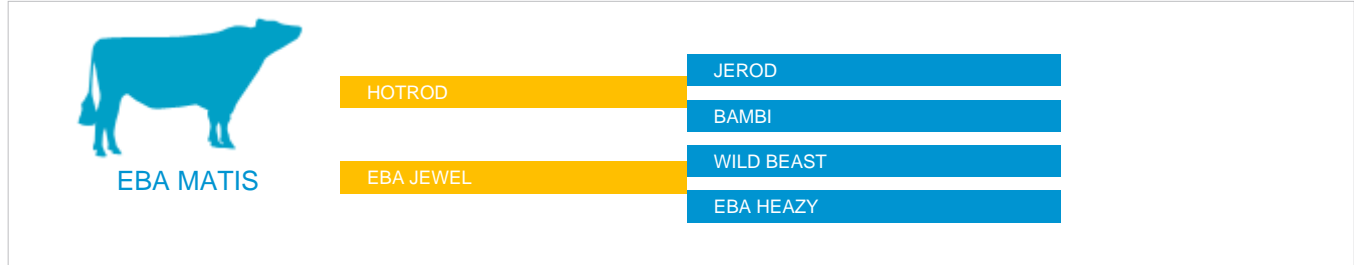 JEROD
HOTROD
BAMBI
WILD BEAST
EBA MATIS
EBA JEWEL
EBA HEAZY